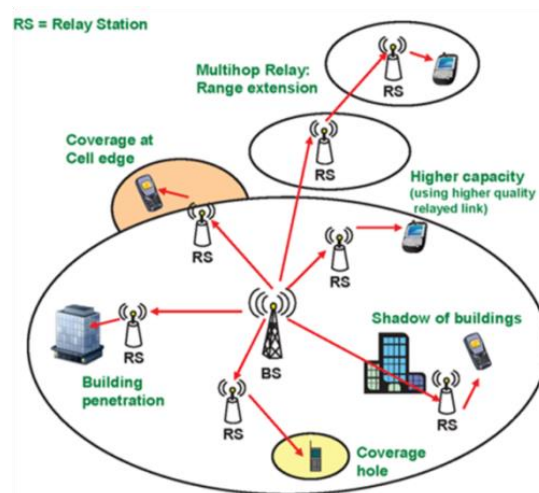 RS = Relay Station
Multihop Relay:
Range extension
RS
RS
Coverage at
Cell edge
Higher capacity
(using higher quality
relayed link)
RS
RS
Shadow of buildings
RS
Building
penetration
BS
RS
RS
Coverage
hole